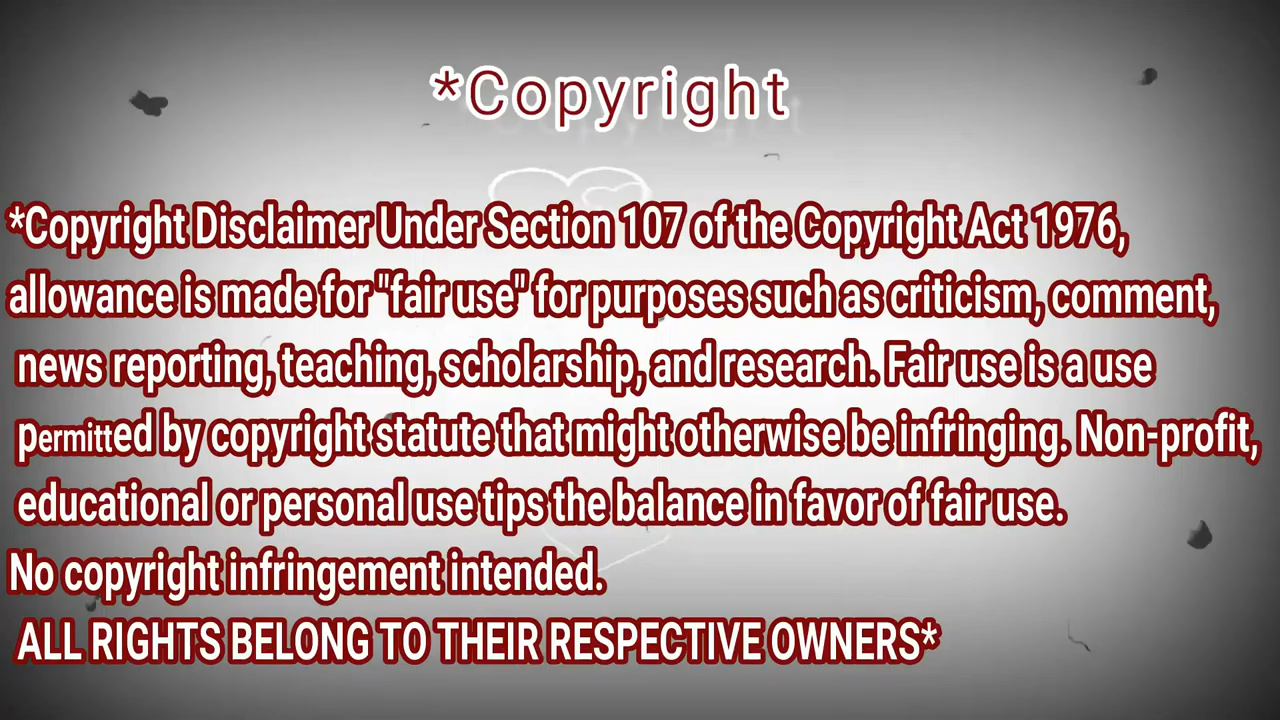 *Copyright
*Copyright Disclaimer Under Section 107 of the Copyright Act 1976,
allowance is made for "fair use" for purposes such as criticism, comment,
news reporting, teaching, scholarship, and research. Fair use is a use
permitted by copyright statute that might otherwise be infringing. Non-profit,
educational or personal use tips the balance in favor of fair use.
No copyright infringement intended.
ALL RIGHTS BELONG TO THEIR RESPECTIVE OWNERS*